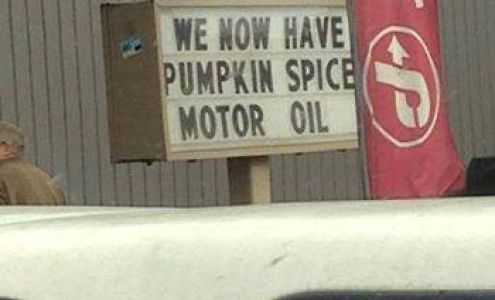 WE NOW HAVE
PUMPKIN SPICE
MOTOR OIL